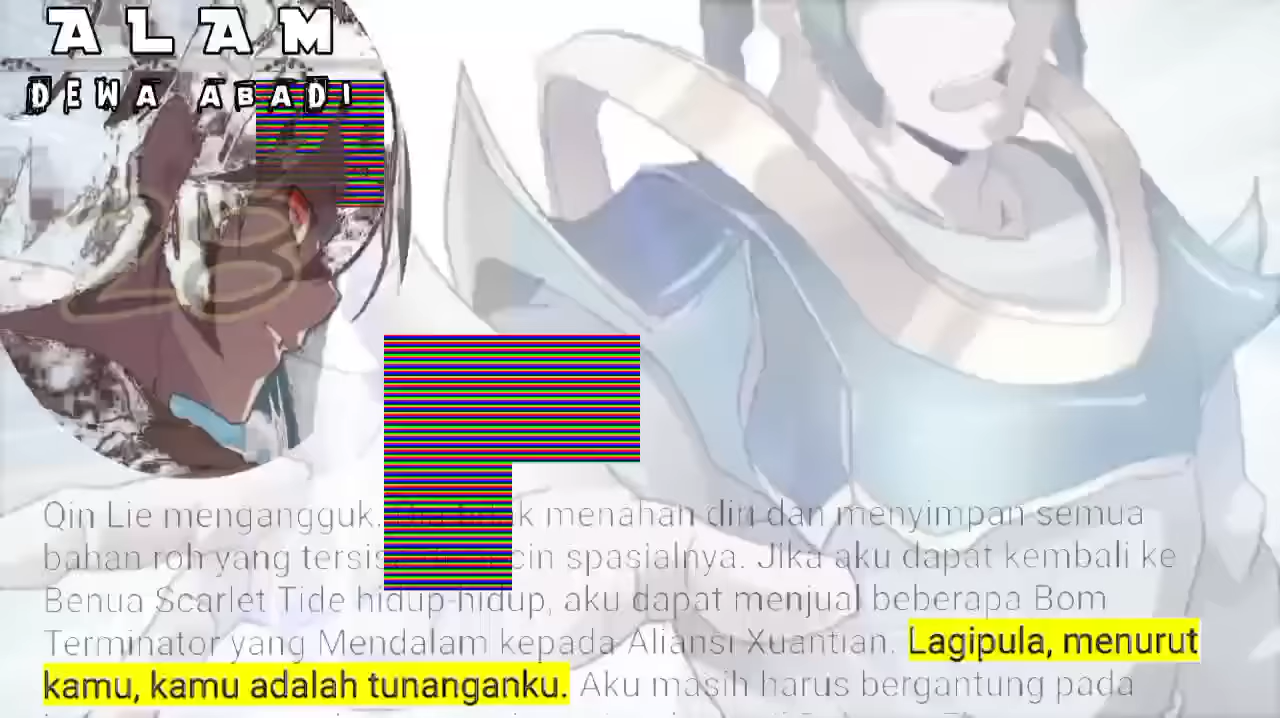 ALAM
DEWA ABADI
Qin Lie mengangguk. menahan diri dan menyimpan semua
bahan roh yang spasialnya. Jika aku dapat kembali ke
Benua Scarlet Tide hidup-hidup, aku dapat menjual beberapa Bom
Terminator yang Mendalam kepada Aliansi Xuantian. Lagipula, menurut
kamu, kamu adalah tunanganku. Aku masih harus bergantung pada